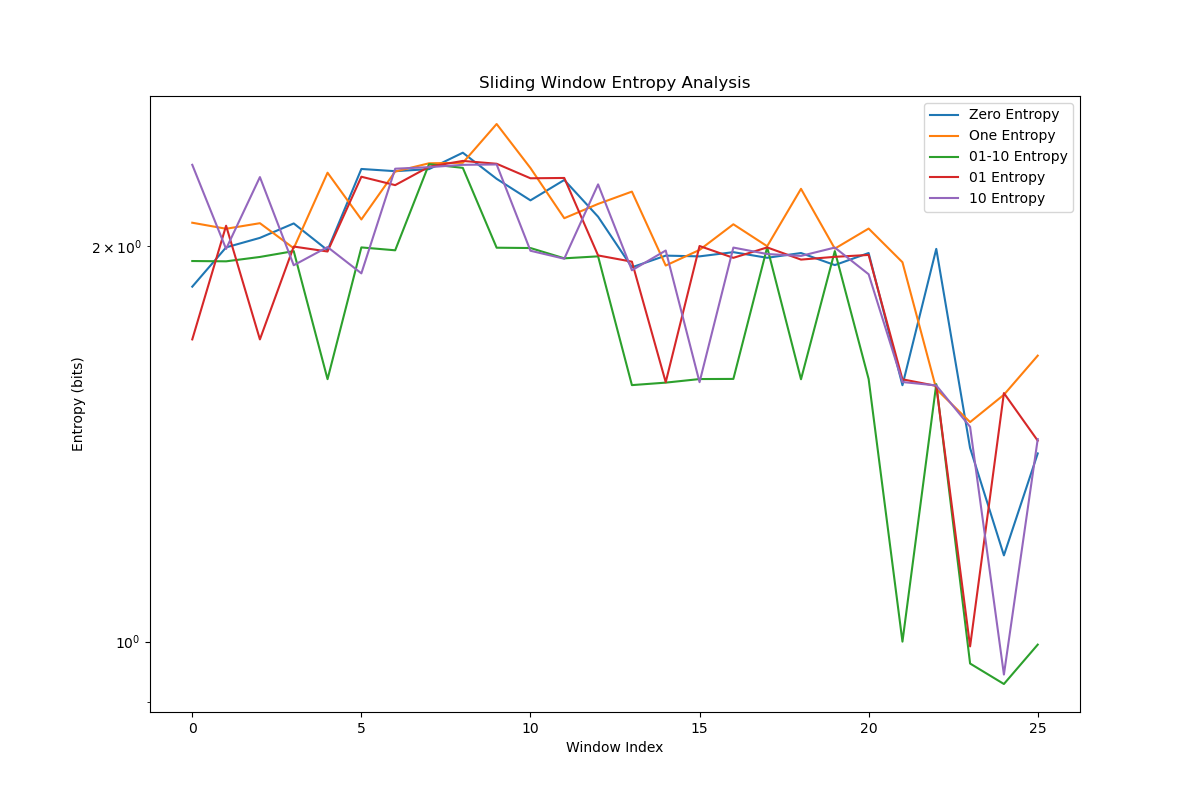 Sliding Window Entropy Analysis
Zero Entropy
One Entropy
01-10 Entropy
01 Entropy
10 Entropy
2 × 10⁰
10⁰
Entropy (bits)
0 5 10 15 20 25
Window Index